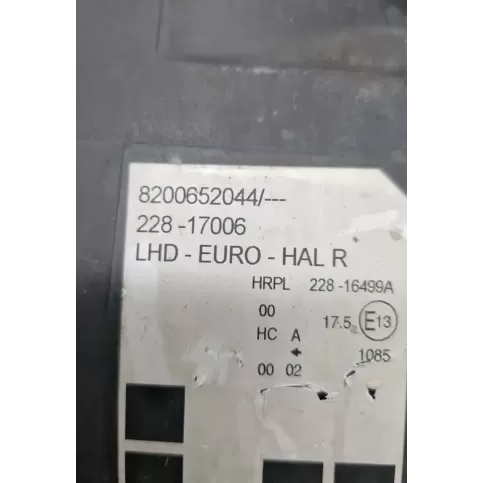 8200652044/---
228 -17006
LHD - EURO - HAL R
HRPL 228 -16499A
00
HC A 17.5 E13
00 02 1085